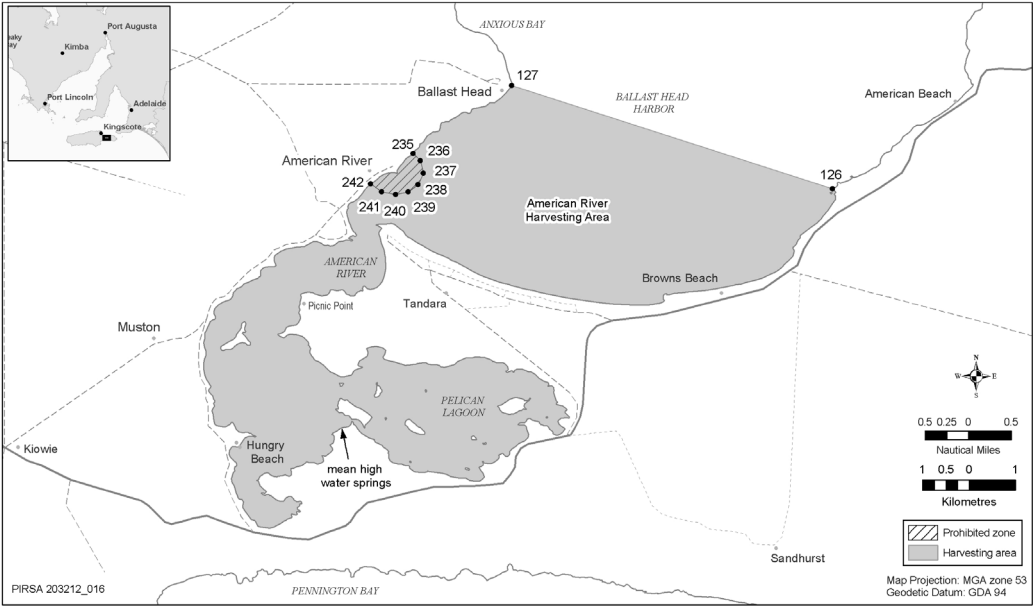 Port Augusta
Kimba
Port Lincoln
Adelaide
Kingscote
ANXIOUS BAY
127
Ballast Head
BALLAST HEAD
HARBOR
American Beach
American River
235
236
237
238
239
240
241
242
126
American River
Harvesting Area
AMERICAN
RIVER
Picnic Point
Tandara
Browns Beach
Muston
PELICAN
LAGOON
Kiowie
Hungry
Beach
mean high
water springs
N
W E
S
0.5 0.25 0 0.5
Nautical Miles
1 0.5 0 1
Kilometres
Sandhurst
Prohibited zone
Harvesting area
PIRSA 203212_016
PENNINGTON BAY
Map Projection: MGA zone 53
Geodetic Datum: GDA 94